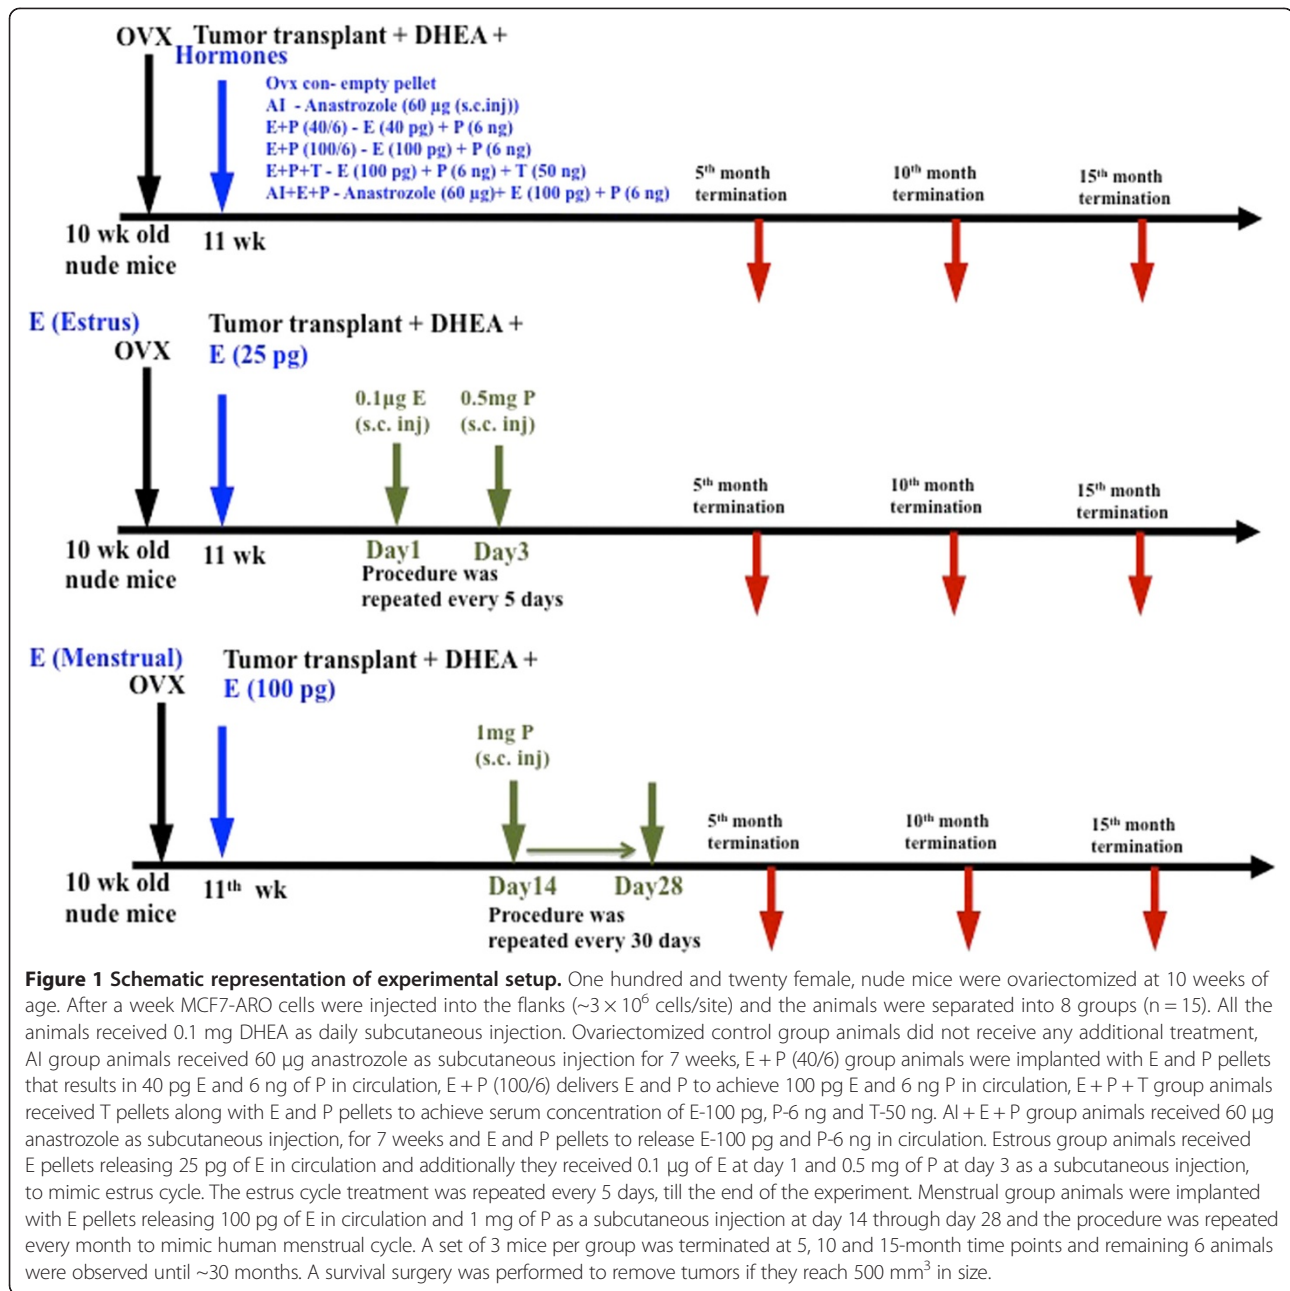 OVX Tumor transplant + DHEA +
Hormones
Ovx con- empty pellet
AI - Anastrozole (60 µg (s.c.inj))
E+P (40/6) - E (40 pg) + P (6 ng)
E+P (100/6) - E (100 pg) + P (6 ng)
E+P+T - E (100 pg) + P (6 ng) + T (50 ng)
AI+E+P - Anastrozole (60 µg)+ E (100 pg) + P (6 ng)
5th month
termination
10th month
termination
15th month
termination
10 wk old
nude mice
11 wk
E (Estrus)
OVX
Tumor transplant + DHEA +
E (25 pg)
0.1µg E
(s.c. inj)
0.5mg P
(s.c. inj)
5th month
termination
10th month
termination
15th month
termination
10 wk old
nude mice
11 wk
Day1
Day3
Procedure was
repeated every 5 days
E (Menstrual)
OVX
Tumor transplant + DHEA +
E (100 pg)
1mg P
(s.c. inj)
5th month
termination
10th month
termination
15th month
termination
10 wk old
nude mice
11th wk
Day14
Day28
Procedure was
repeated every 30 days
Figure 1 Schematic representation of experimental setup. One hundred and twenty female, nude mice were ovariectomized at 10 weeks of
age. After a week MCF7-ARO cells were injected into the flanks (~3 × 10⁶ cells/site) and the animals were separated into 8 groups (n = 15). All the
animals received 0.1 mg DHEA as daily subcutaneous injection. Ovariectomized control group animals did not receive any additional treatment,
AI group animals received 60 µg anastrozole as subcutaneous injection for 7 weeks, E + P (40/6) group animals were implanted with E and P pellets
that results in 40 pg E and 6 ng of P in circulation, E + P (100/6) delivers E and P to achieve 100 pg E and 6 ng P in circulation, E + P + T group animals
received T pellets along with E and P pellets to achieve serum concentration of E-100 pg, P-6 ng and T-50 ng. AI + E + P group animals received 60 µg
anastrozole as subcutaneous injection, for 7 weeks and E and P pellets to release E-100 pg and P-6 ng in circulation. Estrous group animals received
E pellets releasing 25 pg of E in circulation and additionally they received 0.1 µg of E at day 1 and 0.5 mg of P at day 3 as a subcutaneous injection,
to mimic estrus cycle. The estrus cycle treatment was repeated every 5 days, till the end of the experiment. Menstrual group animals were implanted
with E pellets releasing 100 pg of E in circulation and 1 mg of P as a subcutaneous injection at day 14 through day 28 and the procedure was repeated
every month to mimic human menstrual cycle. A set of 3 mice per group was terminated at 5, 10 and 15-month time points and remaining 6 animals
were observed until ~30 months. A survival surgery was performed to remove tumors if they reach 500 mm³ in size.